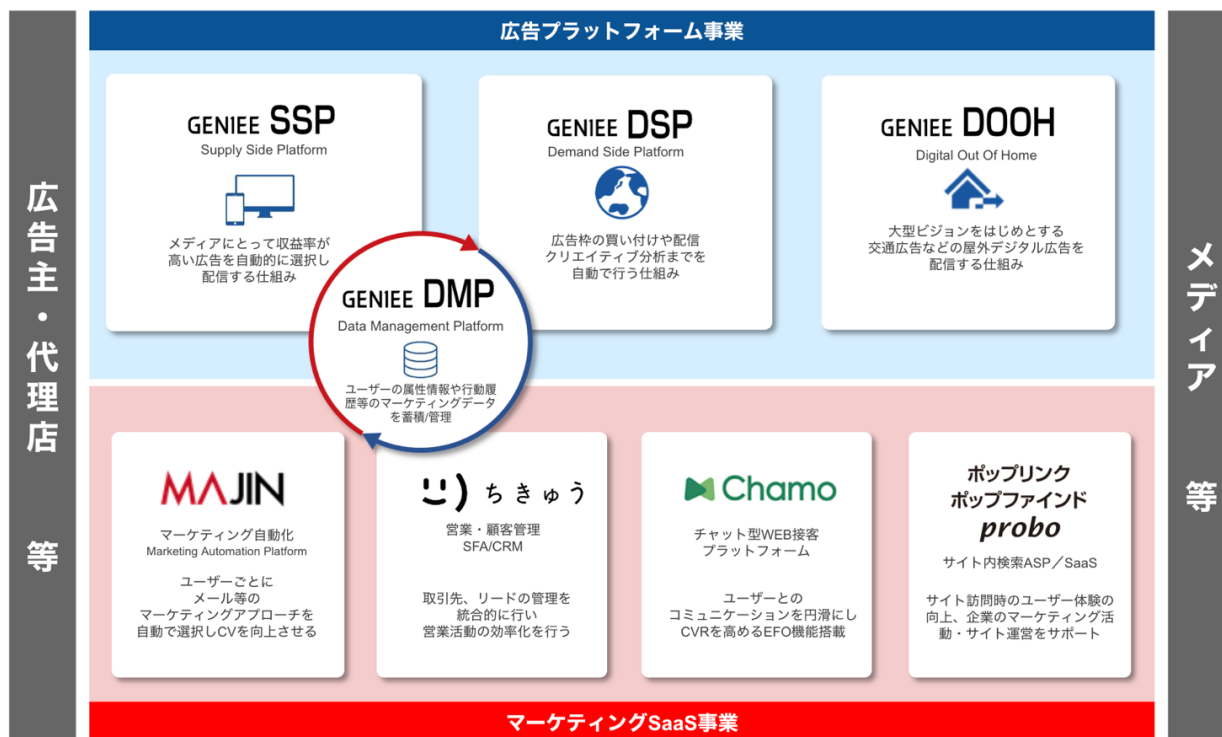 広告プラットフォーム事業
広告主・代理店 等
GENIEE SSP
Supply Side Platform
メディアにとって収益率が
高い広告を自動的に選択し
配信する仕組み
GENIEE DSP
Demand Side Platform
広告枠の買い付けや配信
クリエイティブ分析までを
自動で行う仕組み
GENIEE DOOH
Digital Out Of Home
大型ビジョンをはじめとする
交通広告などの屋外デジタル広告を
配信する仕組み
GENIEE DMP
Data Management Platform
ユーザーの属性情報や行動履
歴等のマーケティングデータ
を蓄積/管理
MAJIN
マーケティング自動化
Marketing Automation Platform
ユーザーごとに
メール等の
マーケティングアプローチを
自動で選択しCVを向上させる
ちきゅう
営業・顧客管理
SFA/CRM
取引先、リードの管理を
統合的に行い
営業活動の効率化を行う
Chamo
チャット型WEB接客
プラットフォーム
ユーザーとの
コミュニケーションを円滑にし
CVRを高めるEFO機能搭載
ポップリンク
ポップファインド
probo
サイト内検索ASP／SaaS
サイト訪問時のユーザー体験の
向上、企業のマーケティング活
動・サイト運営をサポート
メディア 等
マーケティングSaaS事業